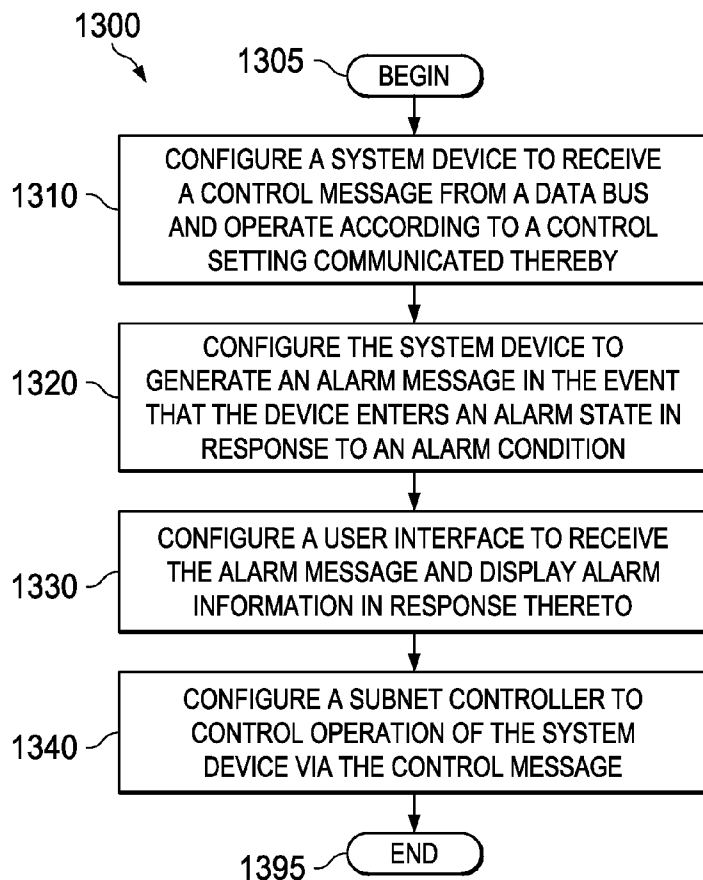 1300
1305
BEGIN
1310
CONFIGURE A SYSTEM DEVICE TO RECEIVE
A CONTROL MESSAGE FROM A DATA BUS
AND OPERATE ACCORDING TO A CONTROL
SETTING COMMUNICATED THEREBY
1320
CONFIGURE THE SYSTEM DEVICE TO
GENERATE AN ALARM MESSAGE IN THE EVENT
THAT THE DEVICE ENTERS AN ALARM STATE IN
RESPONSE TO AN ALARM CONDITION
1330
CONFIGURE A USER INTERFACE TO RECEIVE
THE ALARM MESSAGE AND DISPLAY ALARM
INFORMATION IN RESPONSE THERETO
1340
CONFIGURE A SUBNET CONTROLLER TO
CONTROL OPERATION OF THE SYSTEM
DEVICE VIA THE CONTROL MESSAGE
1395
END